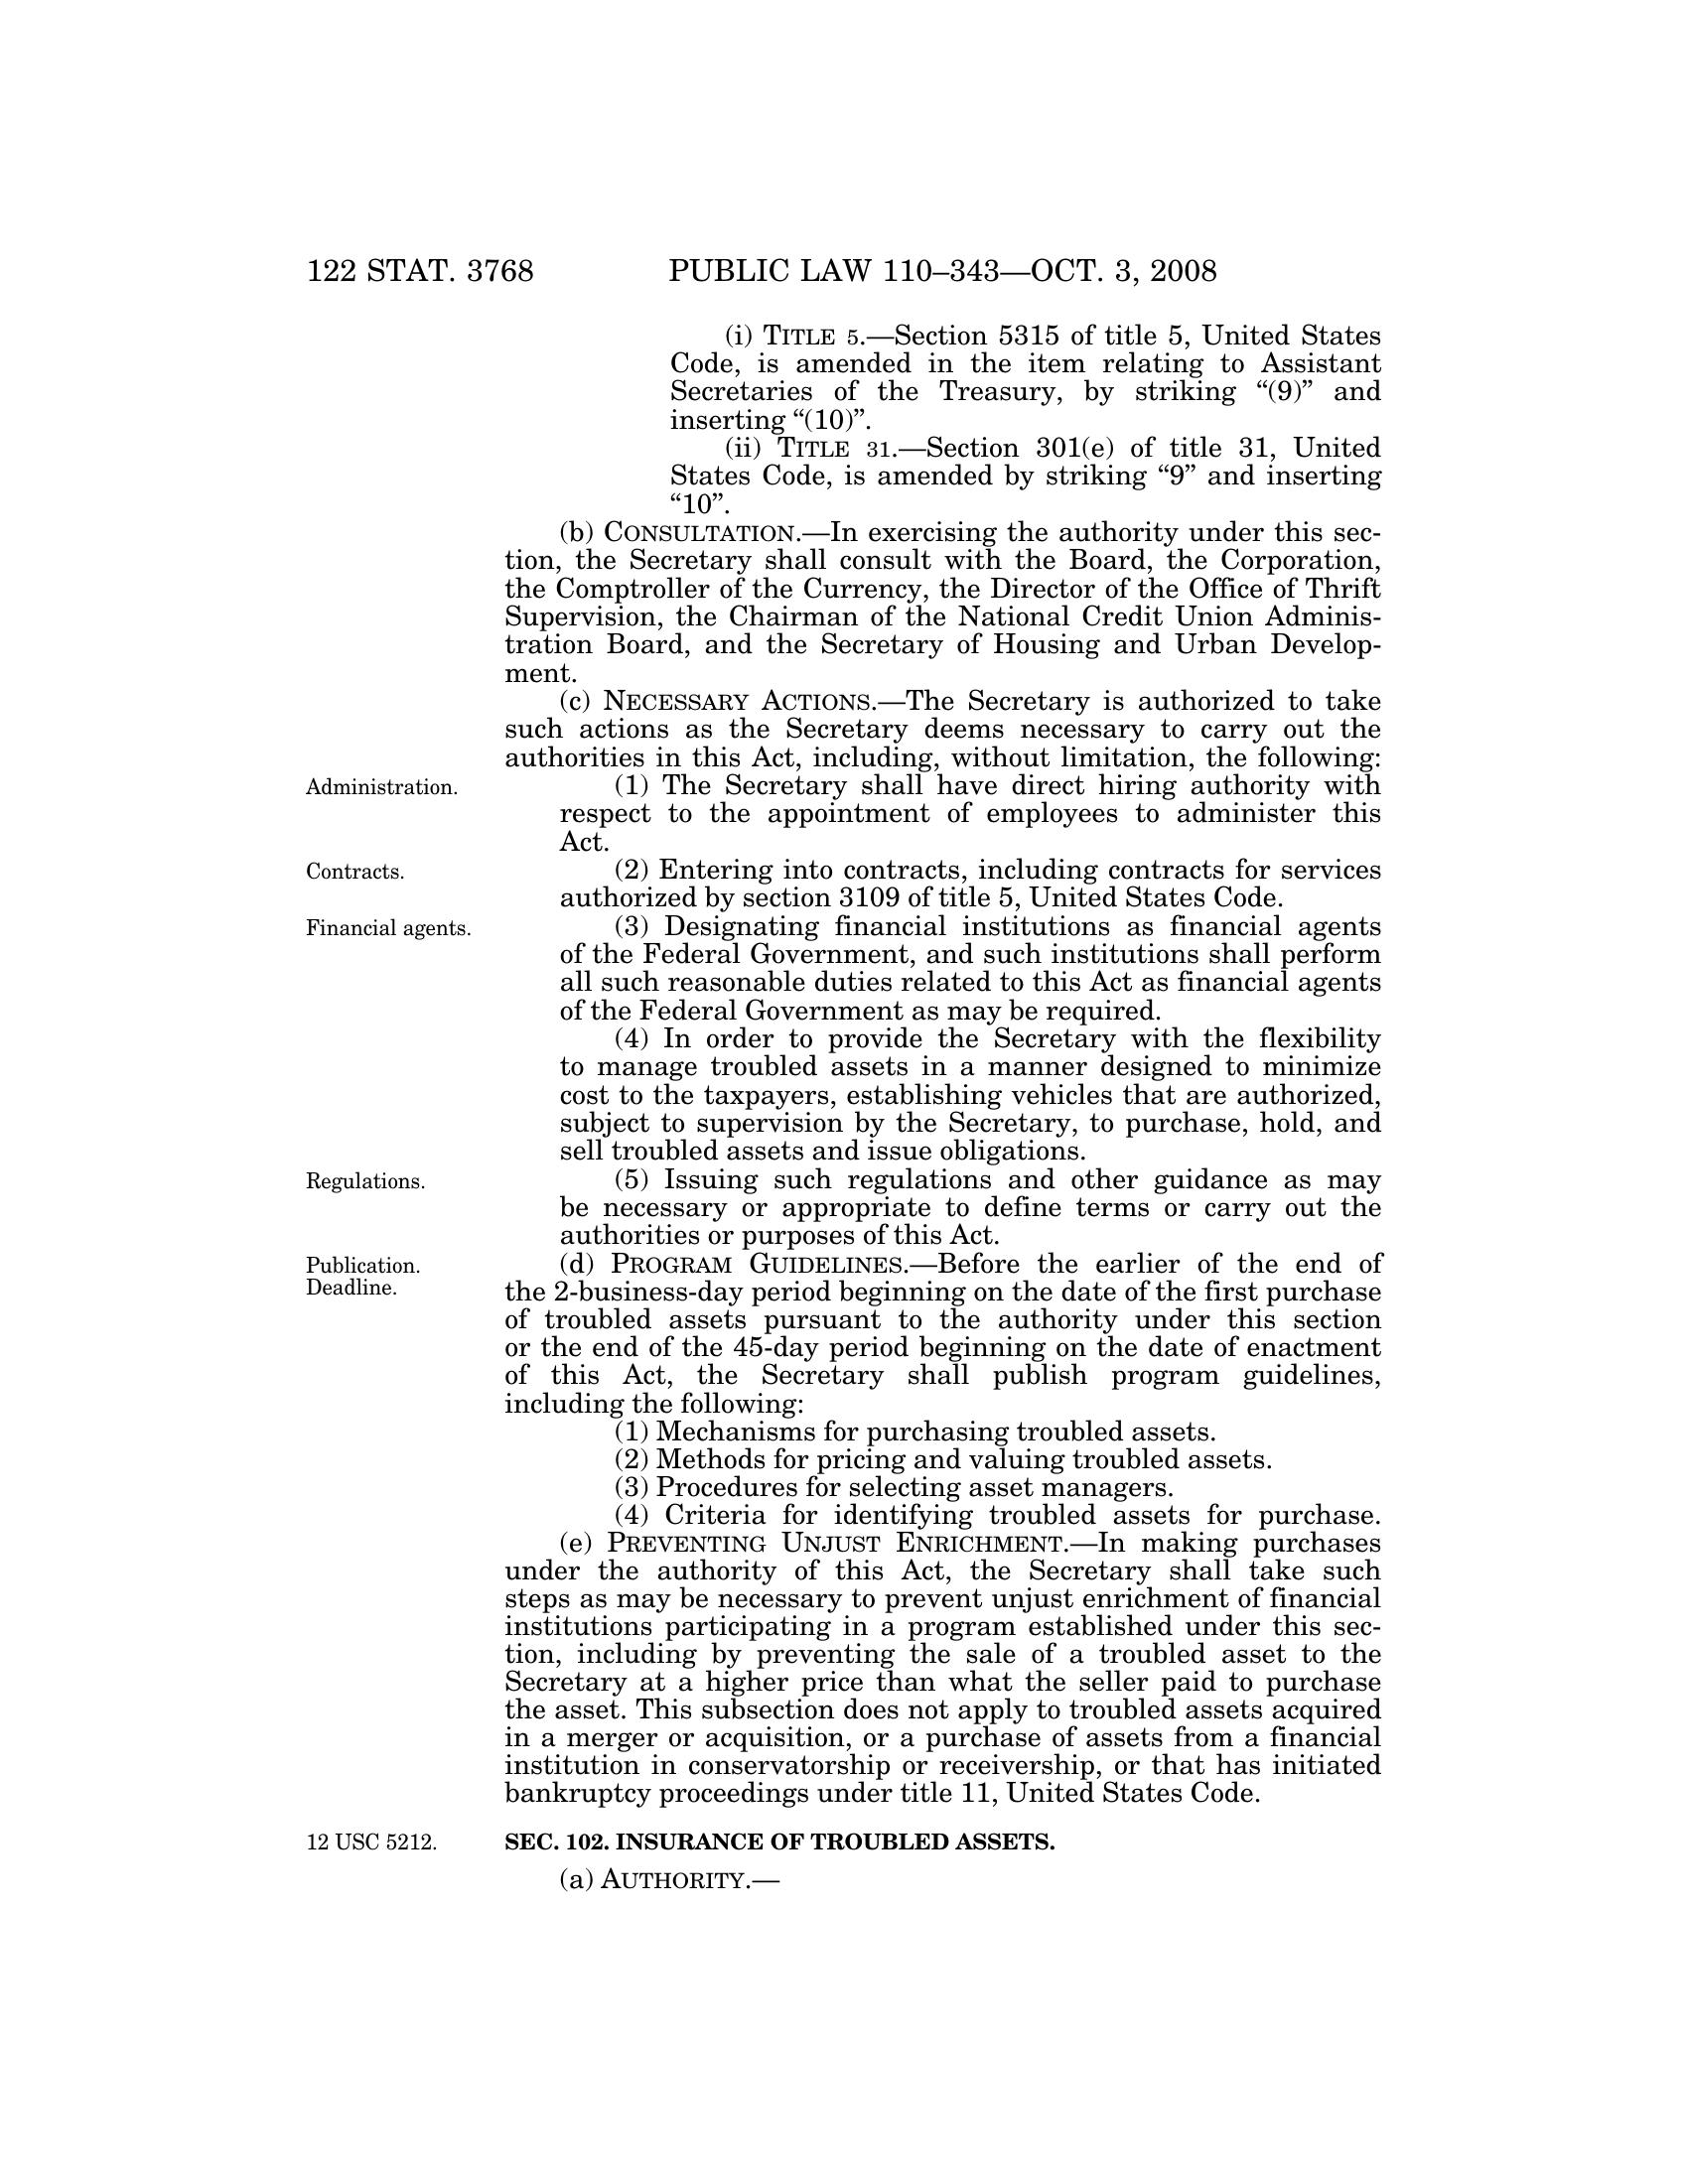 122 STAT. 3768 PUBLIC LAW 110–343—OCT. 3, 2008
(i) TITLE 5.—Section 5315 of title 5, United States
Code, is amended in the item relating to Assistant
Secretaries of the Treasury, by striking “(9)” and
inserting “(10)”.
(ii) TITLE 31.—Section 301(e) of title 31, United
States Code, is amended by striking “9” and inserting
“10”.
(b) CONSULTATION.—In exercising the authority under this sec-
tion, the Secretary shall consult with the Board, the Corporation,
the Comptroller of the Currency, the Director of the Office of Thrift
Supervision, the Chairman of the National Credit Union Adminis-
tration Board, and the Secretary of Housing and Urban Develop-
ment.
(c) NECESSARY ACTIONS.—The Secretary is authorized to take
such actions as the Secretary deems necessary to carry out the
authorities in this Act, including, without limitation, the following:
Administration.
(1) The Secretary shall have direct hiring authority with
respect to the appointment of employees to administer this
Act.
Contracts.
(2) Entering into contracts, including contracts for services
authorized by section 3109 of title 5, United States Code.
Financial agents.
(3) Designating financial institutions as financial agents
of the Federal Government, and such institutions shall perform
all such reasonable duties related to this Act as financial agents
of the Federal Government as may be required.
(4) In order to provide the Secretary with the flexibility
to manage troubled assets in a manner designed to minimize
cost to the taxpayers, establishing vehicles that are authorized,
subject to supervision by the Secretary, to purchase, hold, and
sell troubled assets and issue obligations.
Regulations.
(5) Issuing such regulations and other guidance as may
be necessary or appropriate to define terms or carry out the
authorities or purposes of this Act.
Publication.
Deadline.
(d) PROGRAM GUIDELINES.—Before the earlier of the end of
the 2-business-day period beginning on the date of the first purchase
of troubled assets pursuant to the authority under this section
or the end of the 45-day period beginning on the date of enactment
of this Act, the Secretary shall publish program guidelines,
including the following:
(1) Mechanisms for purchasing troubled assets.
(2) Methods for pricing and valuing troubled assets.
(3) Procedures for selecting asset managers.
(4) Criteria for identifying troubled assets for purchase.
(e) PREVENTING UNJUST ENRICHMENT.—In making purchases
under the authority of this Act, the Secretary shall take such
steps as may be necessary to prevent unjust enrichment of financial
institutions participating in a program established under this sec-
tion, including by preventing the sale of a troubled asset to the
Secretary at a higher price than what the seller paid to purchase
the asset. This subsection does not apply to troubled assets acquired
in a merger or acquisition, or a purchase of assets from a financial
institution in conservatorship or receivership, or that has initiated
bankruptcy proceedings under title 11, United States Code.
12 USC 5212.
SEC. 102. INSURANCE OF TROUBLED ASSETS.
(a) AUTHORITY.—